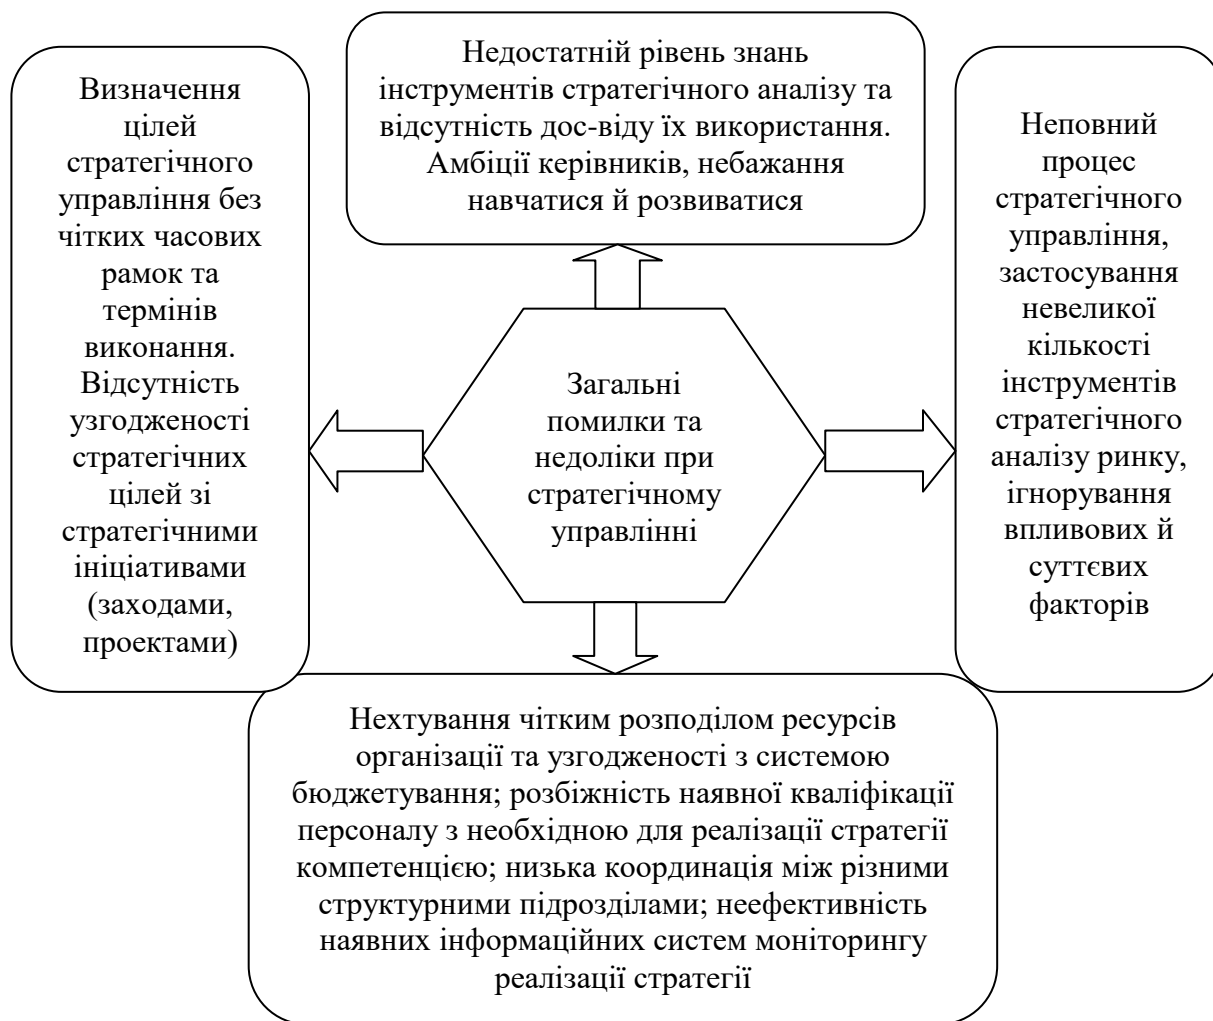 Недостатній рівень знань
інструментів стратегічного аналізу та
відсутність дос-віду їх використання.
Амбіції керівників, небажання
навчатися й розвиватися
Визначення
цілей
стратегічного
управління без
чітких часових
рамок та
термінів
виконання.
Відсутність
узгодженості
стратегічних
цілей зі
стратегічними
ініціативами
(заходами,
проектами)
Загальні
помилки та
недоліки при
стратегічному
управлінні
Неповний
процес
стратегічного
управління,
застосування
невеликої
кількості
інструментів
стратегічного
аналізу ринку,
ігнорування
впливових й
суттєвих
факторів
Нехтування чітким розподілом ресурсів
організації та узгодженості з системою
бюджетування; розбіжність наявної кваліфікації
персоналу з необхідною для реалізації стратегії
компетенцією; низька координація між різними
структурними підрозділами; неефективність
наявних інформаційних систем моніторингу
реалізації стратегії